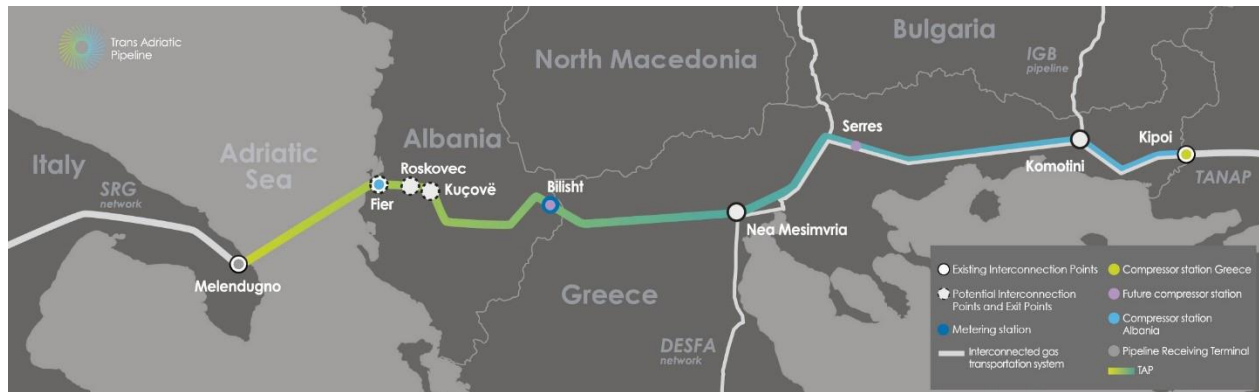 Trans Adriatic
Pipeline
North Macedonia
Bulgaria
IGB
pipeline
Serres
Kipoi
Komotini
TANAP
Albania
Roskovec
Kuçovë
Bilisht
Fier
Italy
Adriatic
Sea
SRG
network
Melendugno
Nea Mesimvria
Greece
DESFA
network
Existing Interconnection Points
Potential Interconnection
Points and Exit Points
Metering station
Interconnected gas
transportation system
Compressor station Greece
Future compressor station
Compressor station
Albania
Pipeline Receiving Terminal
TAP